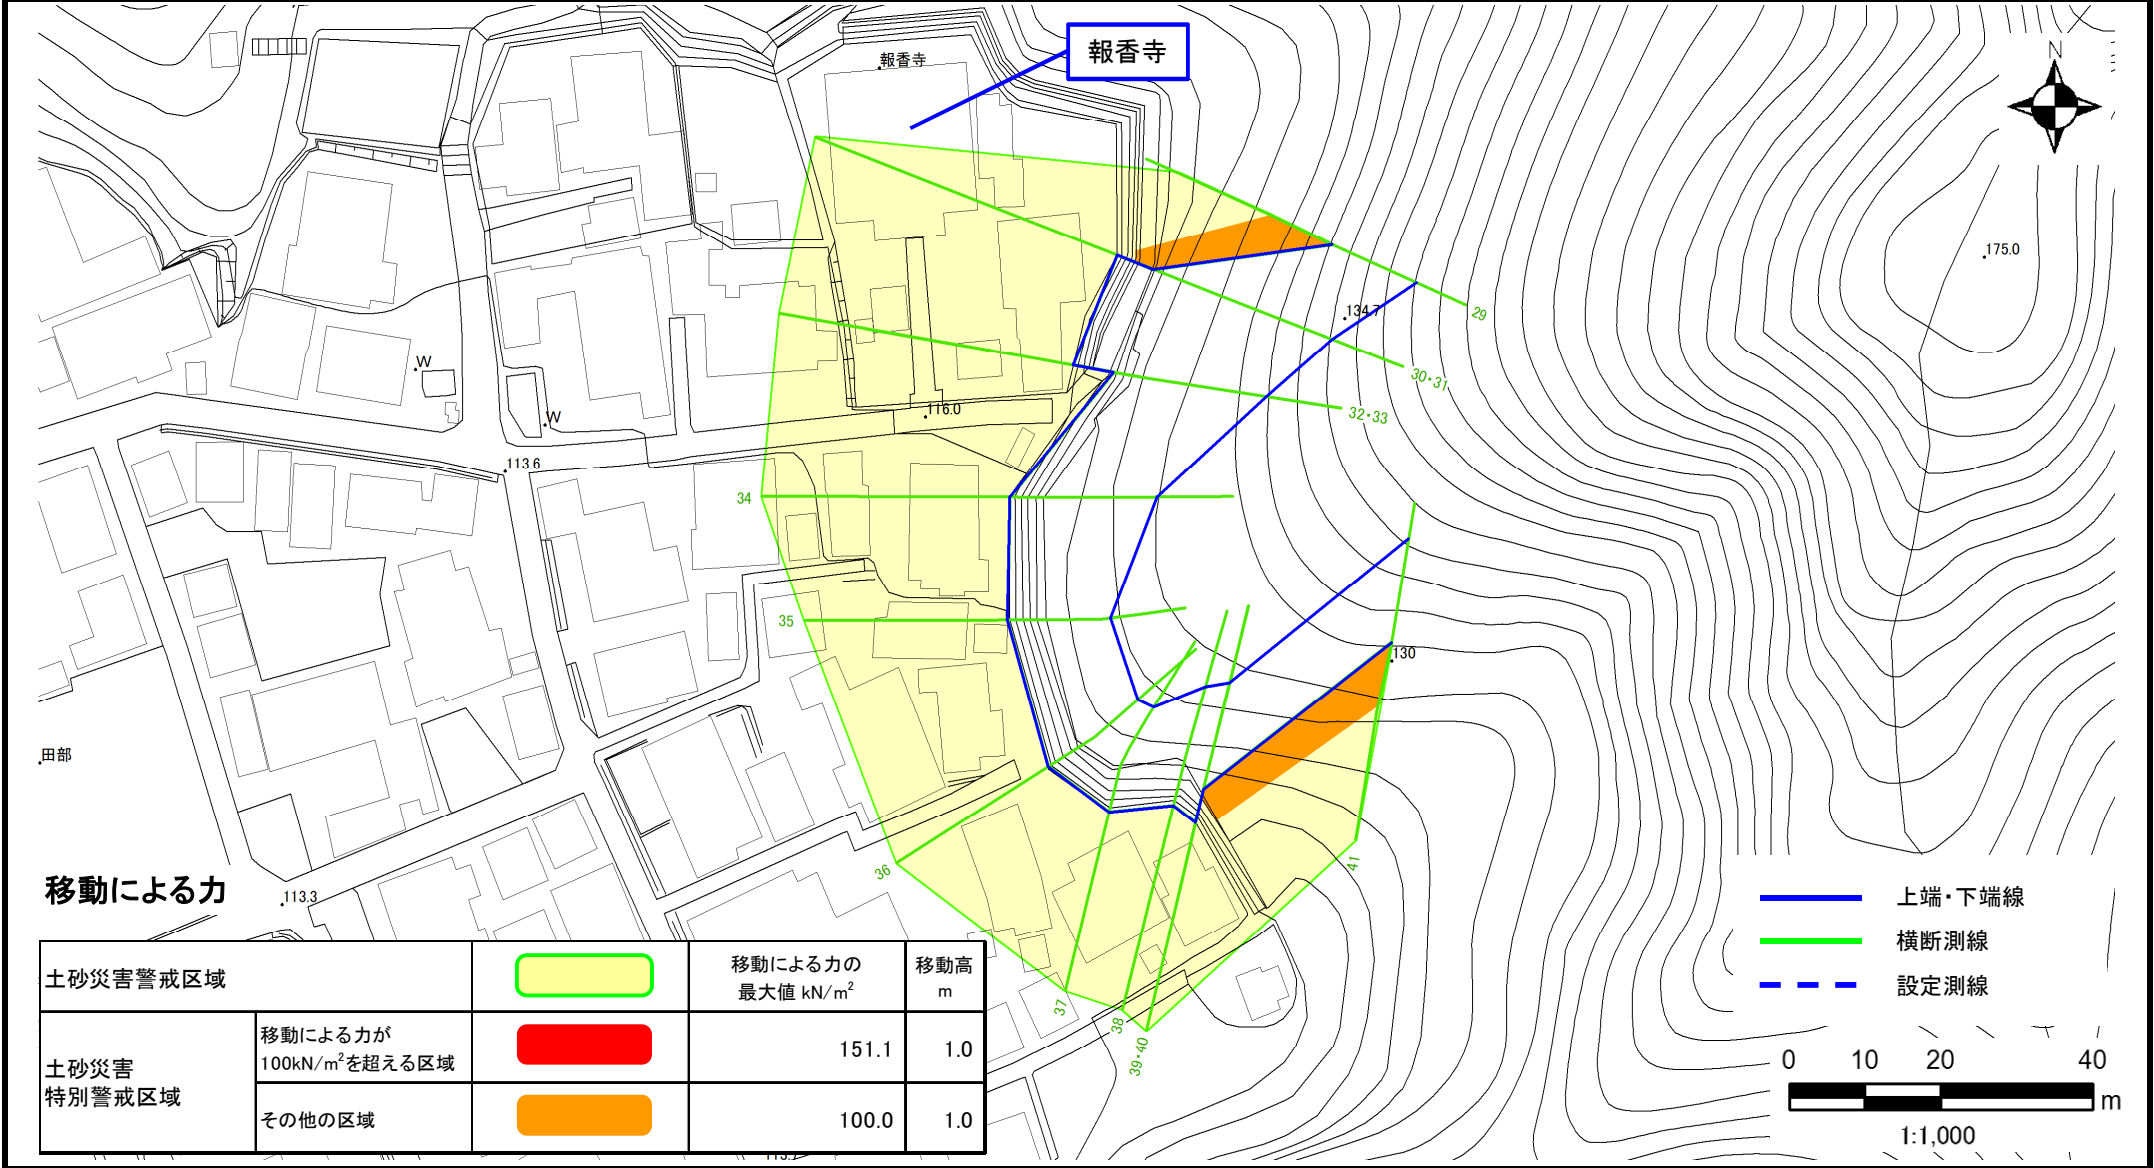 報香寺
報香寺
N
175.0
134.7
29
30・31
32・33
W
W
116.0
113.6
34
35
130
田部
36
41
移動による力
113.3
37
38
39・40
土砂災害警戒区域
移動による力の
最大値 kN/m²
移動高
m
土砂災害
特別警戒区域
移動による力が
100kN/m²を超える区域
151.1
1.0
その他の区域
100.0
1.0
上端・下端線
横断測線
設定測線
0 10 20 40
m
1:1,000